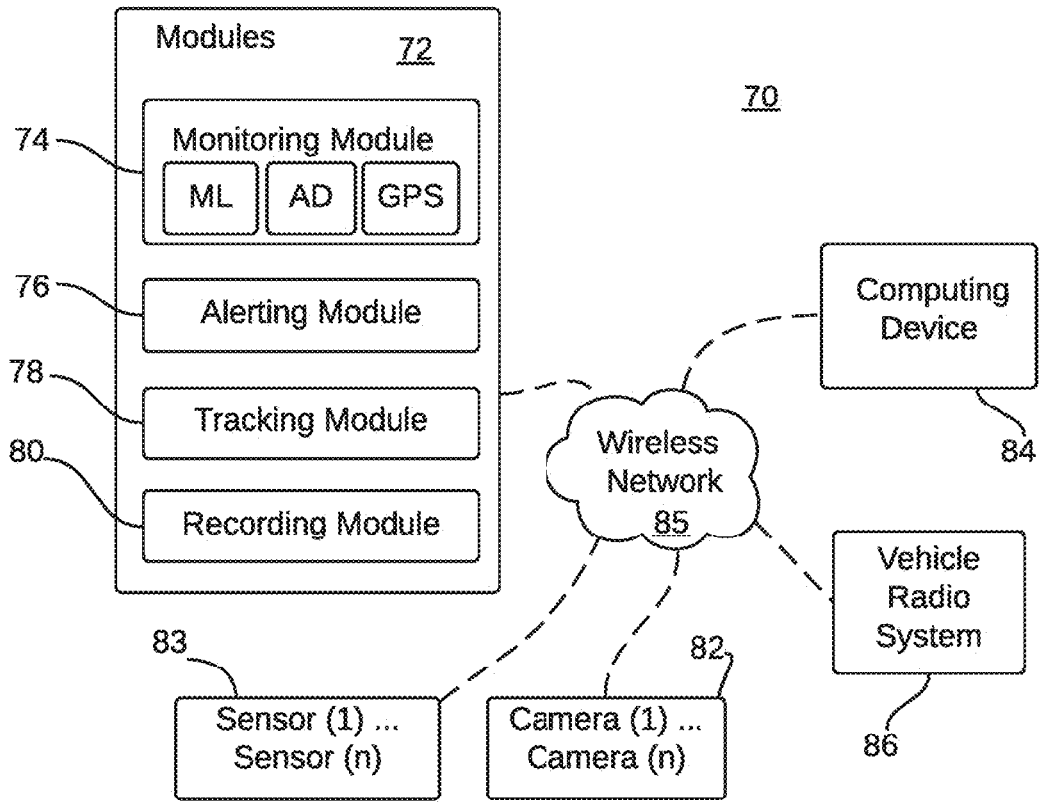 Modules
72
70
74
Monitoring Module
ML
AD
GPS
76
Alerting Module
78
Tracking Module
80
Recording Module
Computing
Device
84
Wireless
Network
85
Vehicle
Radio
System
86
83
Sensor (1) ...
Sensor (n)
82
Camera (1) ...
Camera (n)